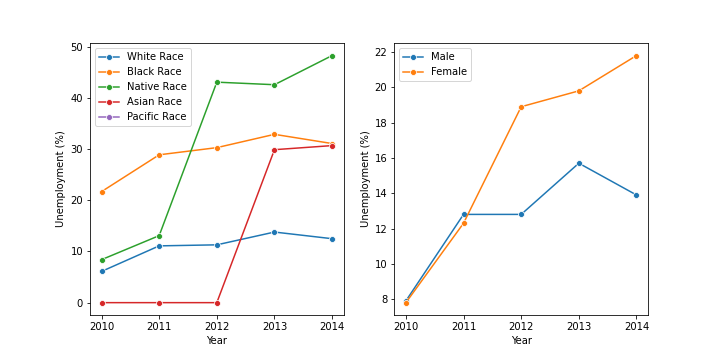 White Race
Black Race
Native Race
Asian Race
Pacific Race
50
40
30
20
10
0
Unemployment (%)
2010 2011 2012 2013 2014
Year
Male
Female
22
20
18
16
14
12
10
8
Unemployment (%)
2010 2011 2012 2013 2014
Year